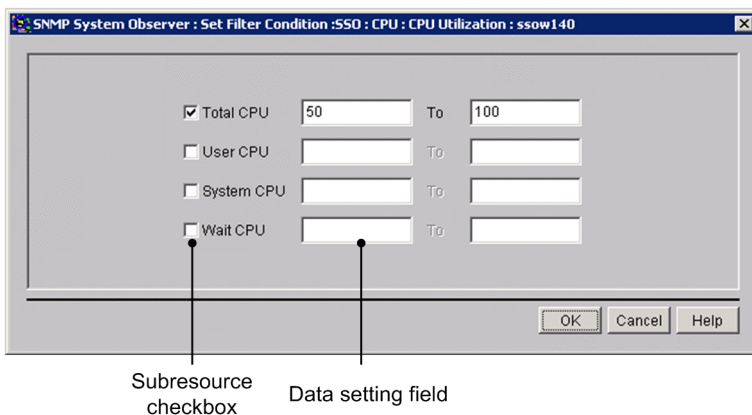 SNMP System Observer : Set Filter Condition :SSO : CPU : CPU Utilization : ssow140
Total CPU 50 To 100
User CPU To
System CPU To
Wait CPU To
OK Cancel Help
Subresource
checkbox
Data setting field